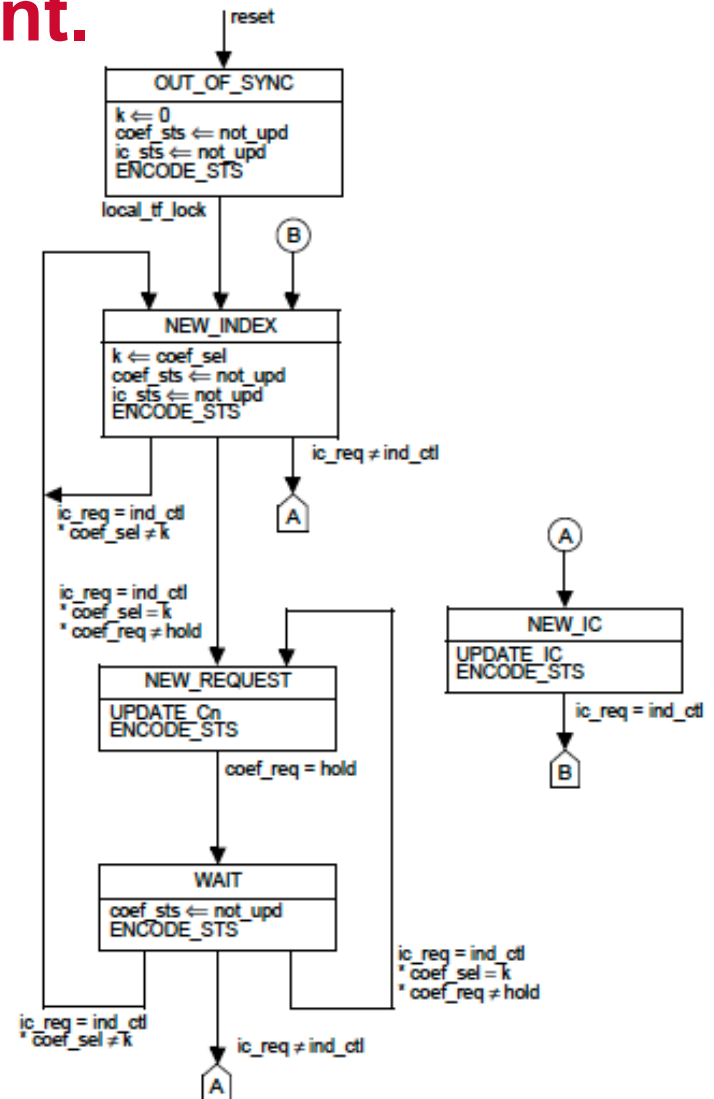 nt.
reset
OUT_OF_SYNC
k ⇐ 0
coef_sts ⇐ not_upd
ic_sts ⇐ not_upd
ENCODE_STS
local_tf_lock
B
NEW_INDEX
k ⇐ coef_sel
coef_sts ⇐ not_upd
ic_sts ⇐ not_upd
ENCODE_STS
ic_req ≠ ind_ctl
A
ic_req = ind_ctl
* coef_sel ≠ k
ic_req = ind_ctl
* coef_sel = k
* coef_req ≠ hold
A
NEW_IC
UPDATE_IC
ENCODE_STS
ic_req = ind_ctl
B
NEW_REQUEST
UPDATE_Cn
ENCODE_STS
coef_req = hold
WAIT
coef_sts ⇐ not_upd
ENCODE_STS
ic_req = ind_ctl
* coef_sel = k
* coef_req ≠ hold
ic_req = ind_ctl
* coef_sel ≠ k
ic_req ≠ ind_ctl
A